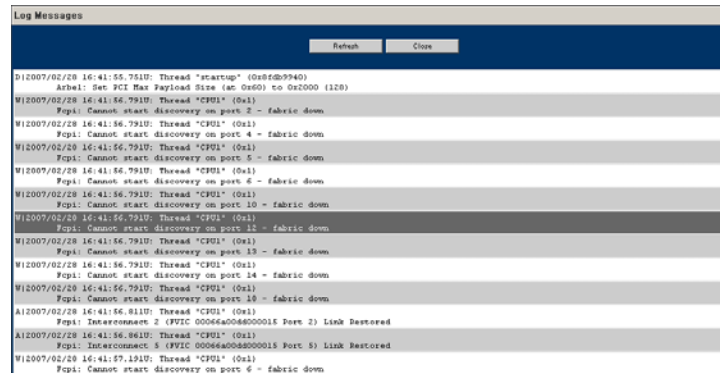 Log Messages
Refresh Close
D|2007/02/28 16:41:55.751U: Thread "startup" (0x8fdb9940)
Arbel: Set PCI Max Payload Size (at 0x60) to 0x2000 (128)
W|2007/02/28 16:41:56.791U: Thread "CPU1" (0x1)
Fcpi: Cannot start discovery on port 2 - fabric down
W|2007/02/28 16:41:56.791U: Thread "CPU1" (0x1)
Fcpi: Cannot start discovery on port 4 - fabric down
W|2007/02/28 16:41:56.791U: Thread "CPU1" (0x1)
Fcpi: Cannot start discovery on port 5 - fabric down
W|2007/02/28 16:41:56.791U: Thread "CPU1" (0x1)
Fcpi: Cannot start discovery on port 6 - fabric down
W|2007/02/28 16:41:56.791U: Thread "CPU1" (0x1)
Fcpi: Cannot start discovery on port 10 - fabric down
W|2007/02/28 16:41:56.791U: Thread "CPU1" (0x1)
Fcpi: Cannot start discovery on port 12 - fabric down
W|2007/02/28 16:41:56.791U: Thread "CPU1" (0x1)
Fcpi: Cannot start discovery on port 13 - fabric down
W|2007/02/28 16:41:56.791U: Thread "CPU1" (0x1)
Fcpi: Cannot start discovery on port 14 - fabric down
W|2007/02/28 16:41:56.791U: Thread "CPU1" (0x1)
Fcpi: Cannot start discovery on port 18 - fabric down
A|2007/02/28 16:41:56.811U: Thread "CPU1" (0x1)
Fcpi: Interconnect 2 (FVIC 00066a00dd000015 Port 2) Link Restored
A|2007/02/28 16:41:56.861U: Thread "CPU1" (0x1)
Fcpi: Interconnect 5 (FVIC 00066a00dd000015 Port 5) Link Restored
W|2007/02/28 16:41:57.191U: Thread "CPU1" (0x1)
Fcpi: Cannot start discovery on port 6 - fabric down